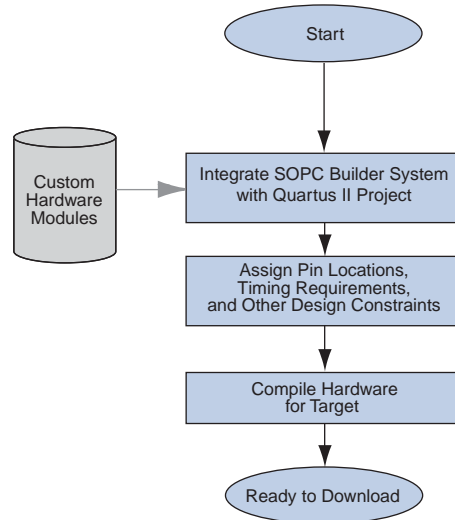 Start
Custom
Hardware
Modules
Integrate SOPC Builder System
with Quartus II Project
Assign Pin Locations,
Timing Requirements,
and Other Design Constraints
Compile Hardware
for Target
Ready to Download